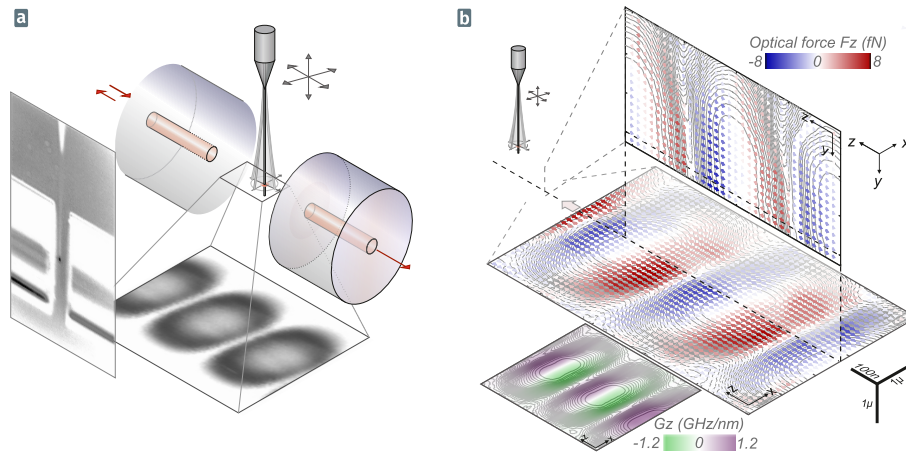 a
b
Optical force Fz (fN)
-8 0 8
z
y
z
x
y
z
x
100n
1μ
1μ
Gz (GHz/nm)
-1.2 0 1.2
z
x